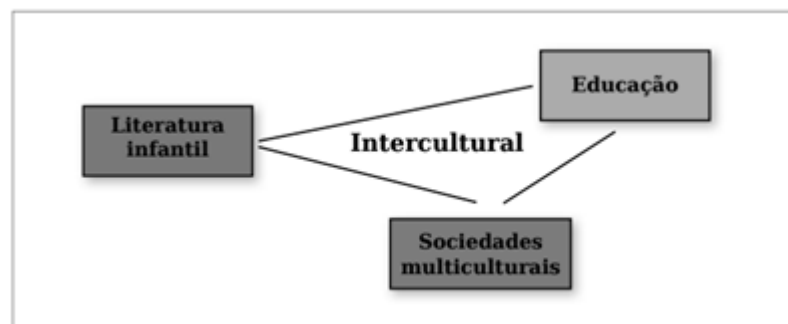 Educação
Literatura
infantil
Intercultural
Sociedades
multiculturais